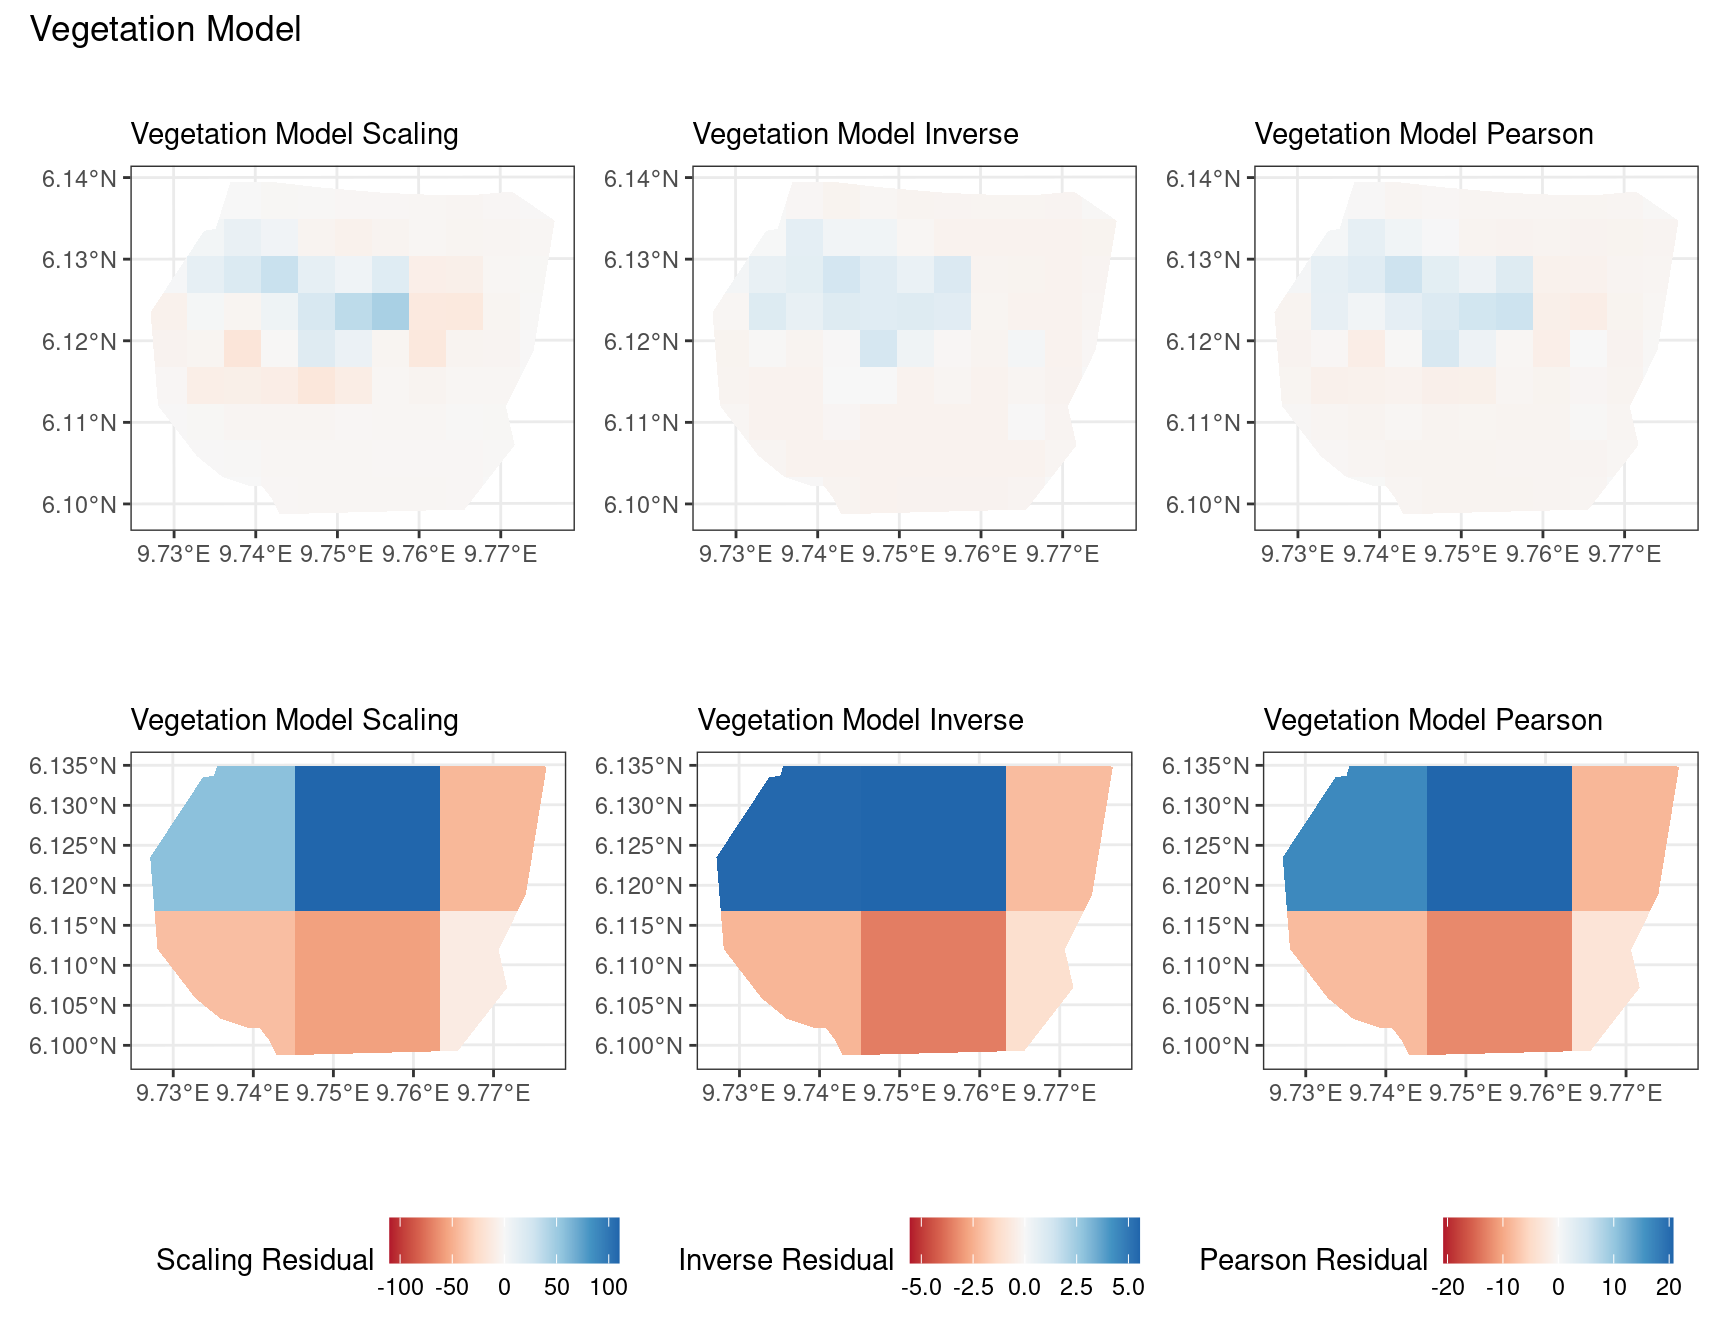 Vegetation Model
Vegetation Model Scaling
Vegetation Model Inverse
Vegetation Model Pearson
6.14°N
6.13°N
6.12°N
6.11°N
6.10°N
9.73°E 9.74°E 9.75°E 9.76°E 9.77°E
6.14°N
6.13°N
6.12°N
6.11°N
6.10°N
9.73°E 9.74°E 9.75°E 9.76°E 9.77°E
6.14°N
6.13°N
6.12°N
6.11°N
6.10°N
9.73°E 9.74°E 9.75°E 9.76°E 9.77°E
Vegetation Model Scaling
Vegetation Model Inverse
Vegetation Model Pearson
6.135°N
6.130°N
6.125°N
6.120°N
6.115°N
6.110°N
6.105°N
6.100°N
9.73°E 9.74°E 9.75°E 9.76°E 9.77°E
6.135°N
6.130°N
6.125°N
6.120°N
6.115°N
6.110°N
6.105°N
6.100°N
9.73°E 9.74°E 9.75°E 9.76°E 9.77°E
6.135°N
6.130°N
6.125°N
6.120°N
6.115°N
6.110°N
6.105°N
6.100°N
9.73°E 9.74°E 9.75°E 9.76°E 9.77°E
Scaling Residual
-100 -50 0 50 100
Inverse Residual
-5.0 -2.5 0.0 2.5 5.0
Pearson Residual
-20 -10 0 10 20